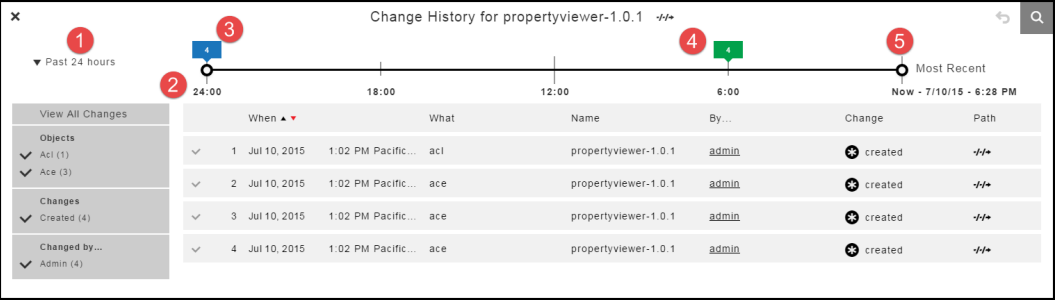 Change History for propertyviewer-1.0.1
1 3 4 5
4 4
Past 24 hours
Most Recent
2
24:00 18:00 12:00 6:00 Now - 7/10/15 - 6:28 PM
View All Changes
Objects
Acl (1)
Ace (3)
Changes
Created (4)
Changed by...
Admin (4)
When What Name By... Change Path
1 Jul 10, 2015 1:02 PM Pacific... acl propertyviewer-1.0.1 admin created
2 Jul 10, 2015 1:02 PM Pacific... ace propertyviewer-1.0.1 admin created
3 Jul 10, 2015 1:02 PM Pacific... ace propertyviewer-1.0.1 admin created
4 Jul 10, 2015 1:02 PM Pacific... ace propertyviewer-1.0.1 admin created